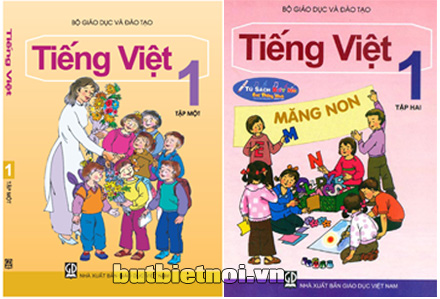 BỘ GIÁO DỤC VÀ ĐÀO TẠO
Tiếng Việt
1
TẬP MỘT
Tiếng Việt
1
TẬP MỘT
NHÀ XUẤT BẢN GIÁO DỤC VIỆT NAM
BỘ GIÁO DỤC VÀ ĐÀO TẠO
Tiếng Việt
1
TẬP HAI
TỦ SÁCH
MĂNG NON
E
M
N
NHÀ XUẤT BẢN GIÁO DỤC VIỆT NAM
butbietnoi.vn